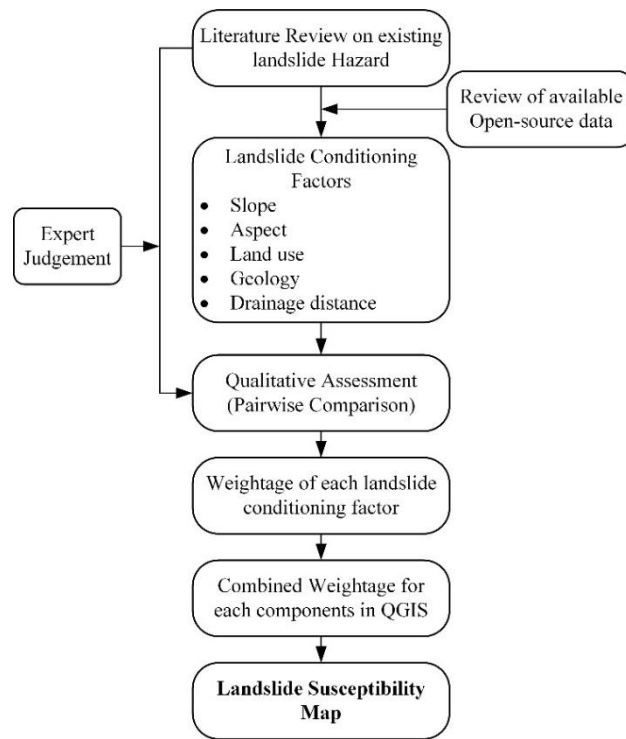 Literature Review on existing
landslide Hazard
Review of available
Open-source data
Landslide Conditioning
Factors
• Slope
• Aspect
• Land use
• Geology
• Drainage distance
Expert
Judgement
Qualitative Assessment
(Pairwise Comparison)
Weightage of each landslide
conditioning factor
Combined Weightage for
each components in QGIS
Landslide Susceptibility
Map